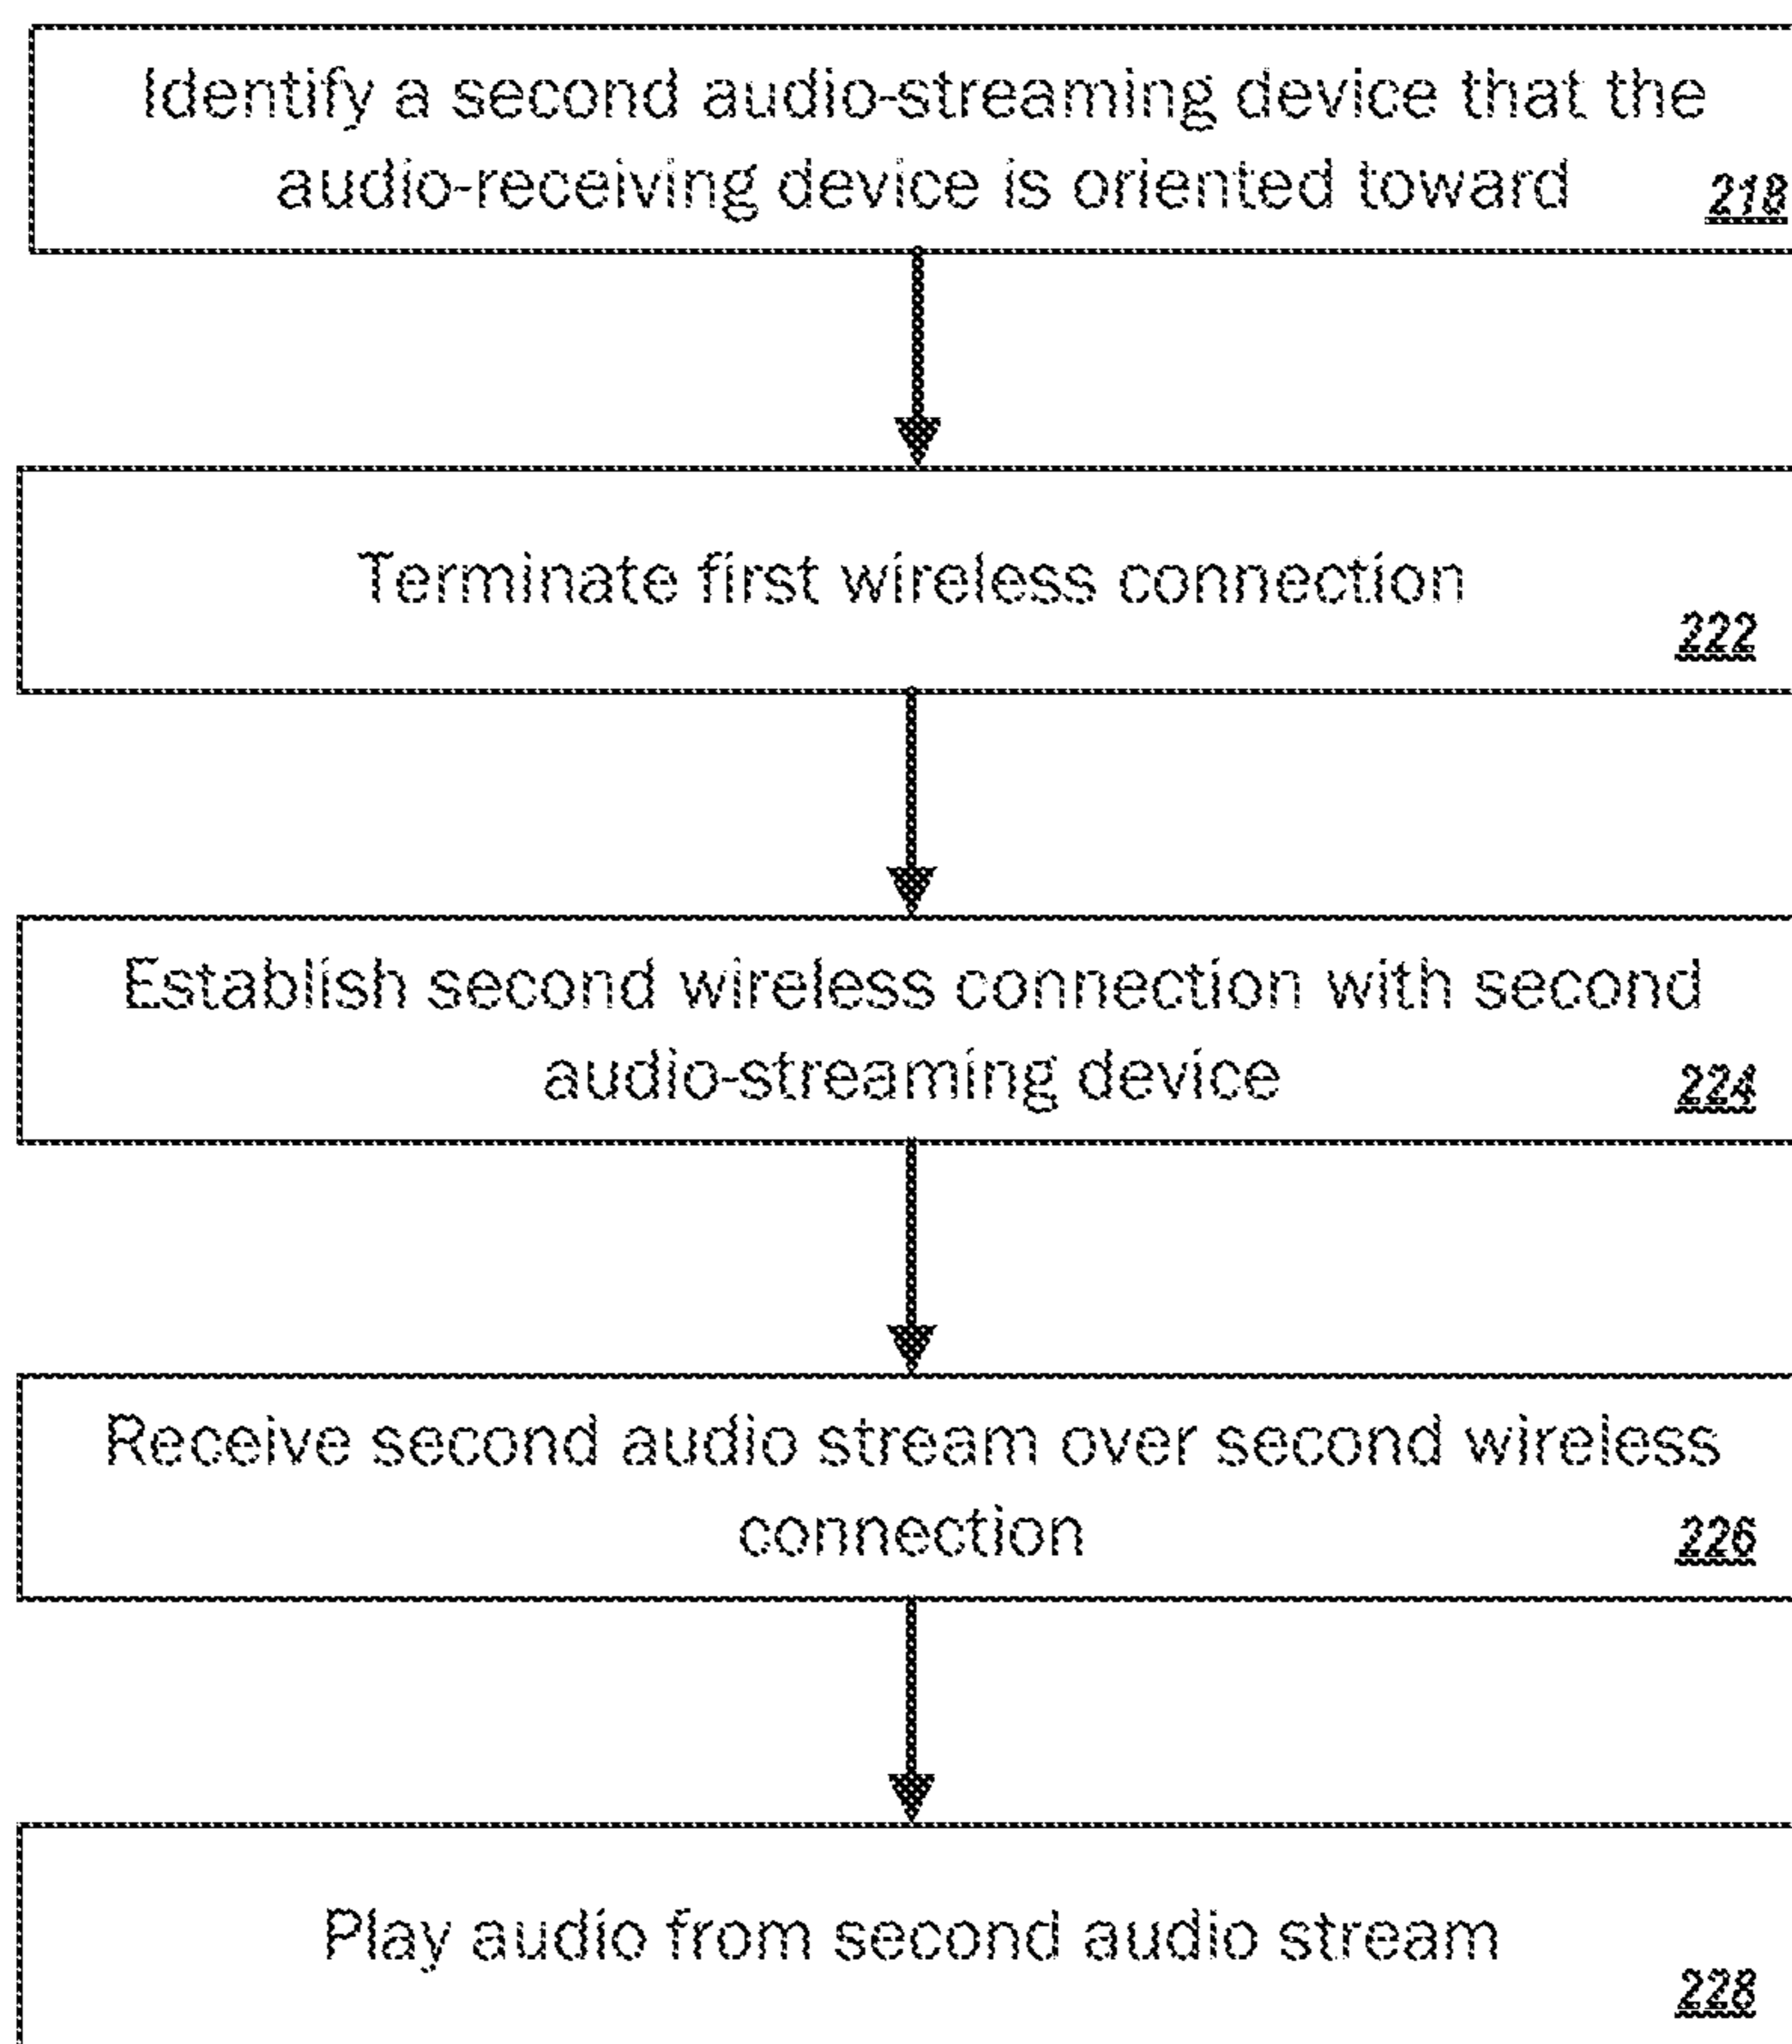 Identify a second audio-streaming device that the
audio-receiving device is oriented toward
218
Terminate first wireless connection
222
Establish second wireless connection with second
audio-streaming device
224
Receive second audio stream over second wireless
connection
226
Play audio from second audio stream
228